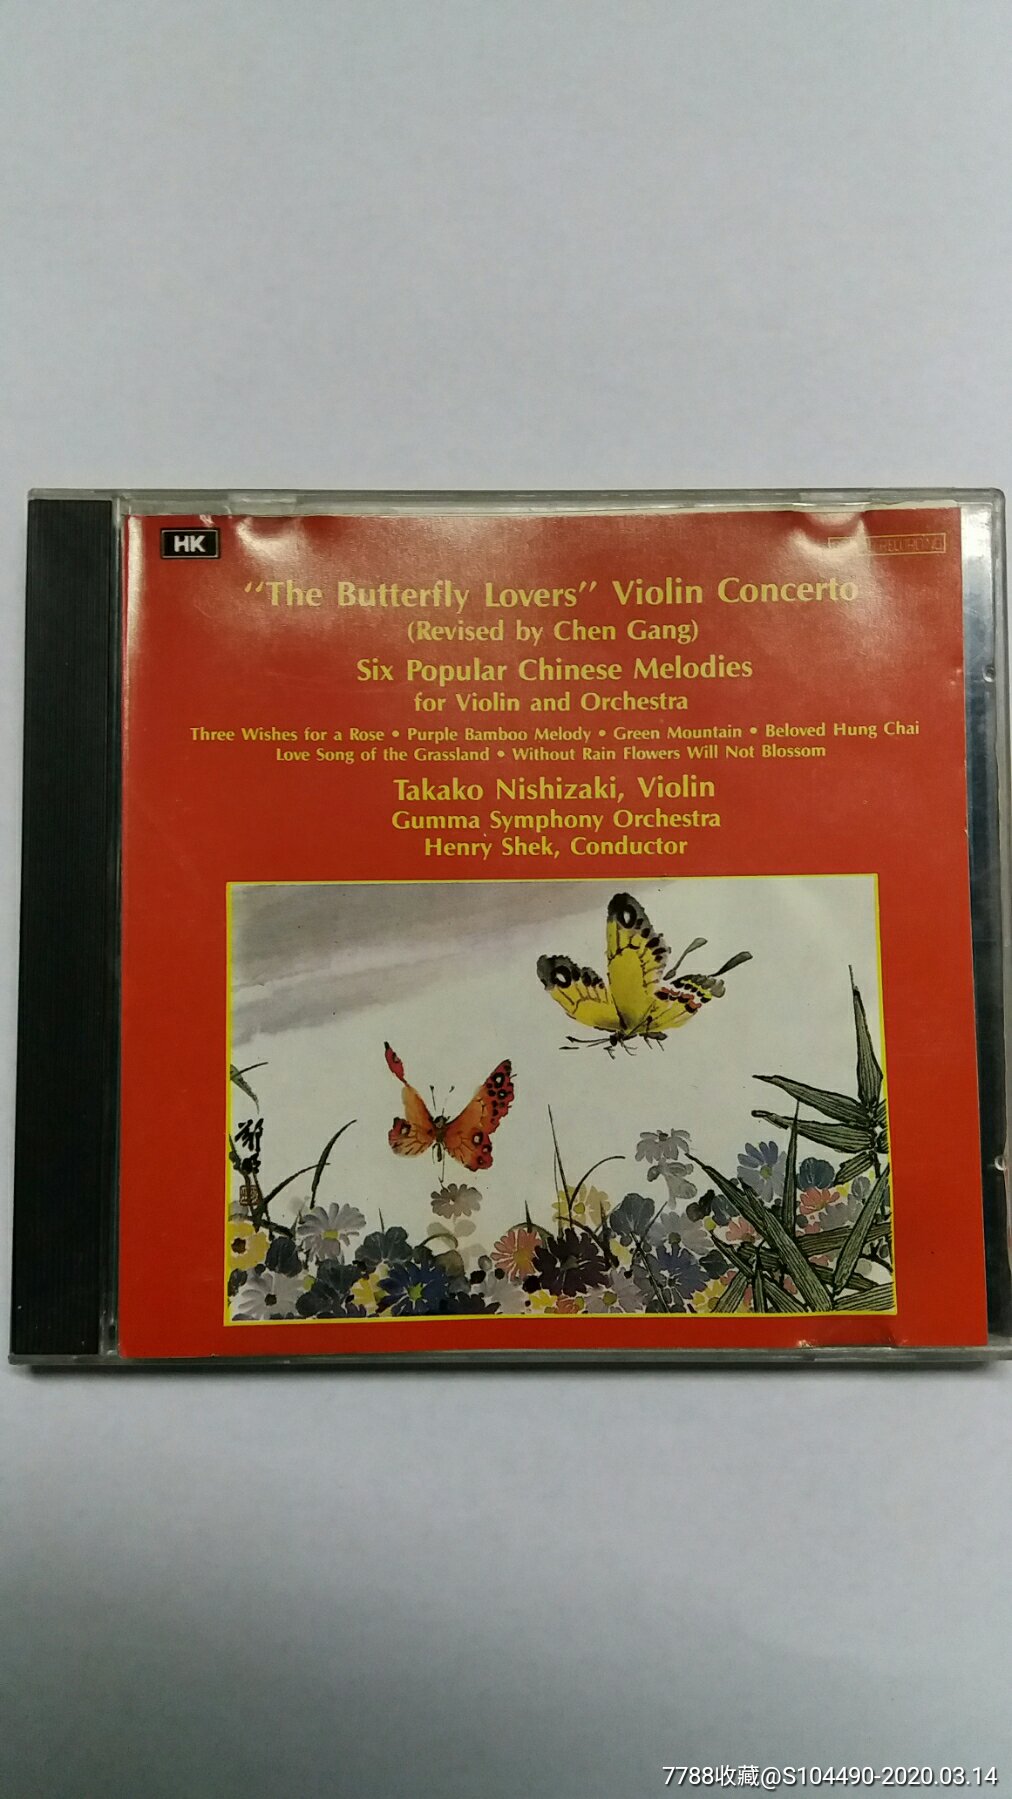 HK
RECORDING
“The Butterfly Lovers” Violin Concerto
(Revised by Chen Gang)
Six Popular Chinese Melodies
for Violin and Orchestra
Three Wishes for a Rose • Purple Bamboo Melody • Green Mountain • Beloved Hung Chai
Love Song of the Grassland • Without Rain Flowers Will Not Blossom
Takako Nishizaki, Violin
Gumma Symphony Orchestra
Henry Shek, Conductor
7788收藏@S104490-2020.03.14